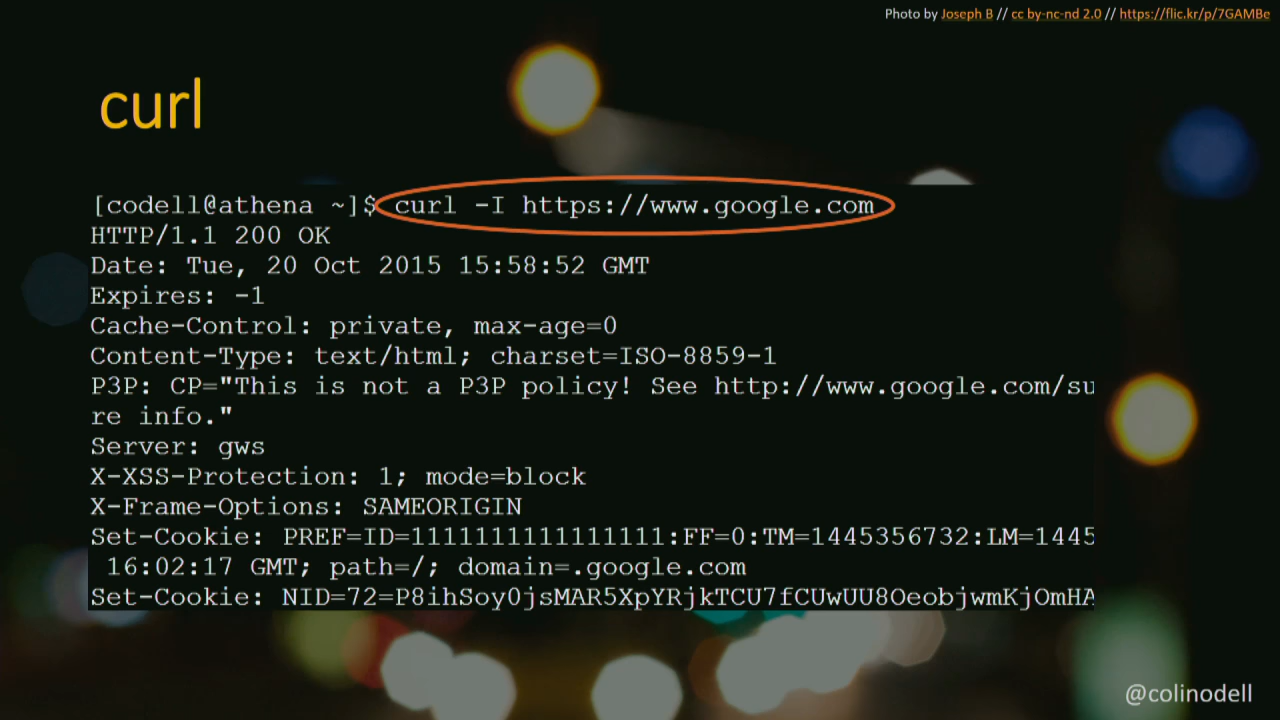 Photo by Joseph B // cc by-nc-nd 2.0 // https://flic.kr/p/7GAMBe
curl
[codell@athena ~]$ curl -I https://www.google.com
HTTP/1.1 200 OK
Date: Tue, 20 Oct 2015 15:58:52 GMT
Expires: -1
Cache-Control: private, max-age=0
Content-Type: text/html; charset=ISO-8859-1
P3P: CP="This is not a P3P policy! See http://www.google.com/su
re info."
Server: gws
X-XSS-Protection: 1; mode=block
X-Frame-Options: SAMEORIGIN
Set-Cookie: PREF=ID=1111111111111111:FF=0:TM=1445356732:LM=1445
16:02:17 GMT; path=/; domain=.google.com
Set-Cookie: NID=72=P8ihSoy0jsMAR5XpYRjkTCU7fCUwUU8OeobjwmKjOmHA
@colinodell